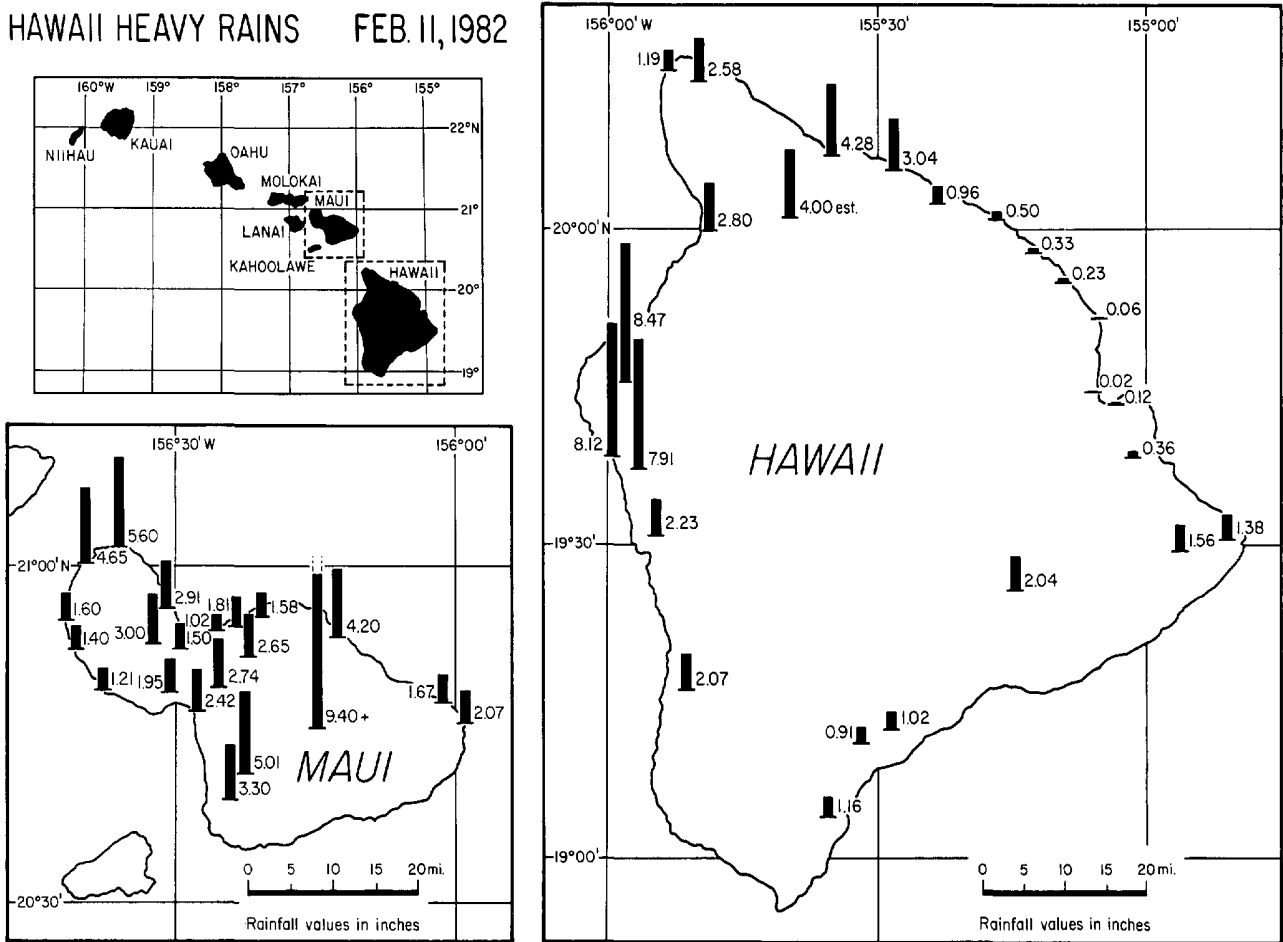 HAWAII HEAVY RAINS FEB. 11, 1982
160°W 159° 158° 157° 156° 155°
22°N
NIIHAU
KAUAI
OAHU
MOLOKAI
MAUI
21°
LANAI
KAHOOLAWE
HAWAII
20°
19°
156°30' W 156°00'
5.60
4.65
21°00' N
2.91
1.60
1.81
1.58
1.02
4.20
1.40
3.00
1.50
2.65
1.21
1.95
2.74
2.42
1.67
2.07
9.40 +
5.01
MAUI
3.30
0 5 10 15 20 mi.
20°30'
Rainfall values in inches
156°00' W 155°30' 155°00'
1.19
2.58
4.28
3.04
0.96
4.00 est.
0.50
2.80
20°00' N
0.33
0.23
0.06
8.47
0.02
0.12
8.12
7.91
HAWAII
0.36
2.23
1.38
1.56
19°30'
2.04
2.07
1.02
0.91
1.16
19°00'
0 5 10 15 20 mi.
Rainfall values in inches